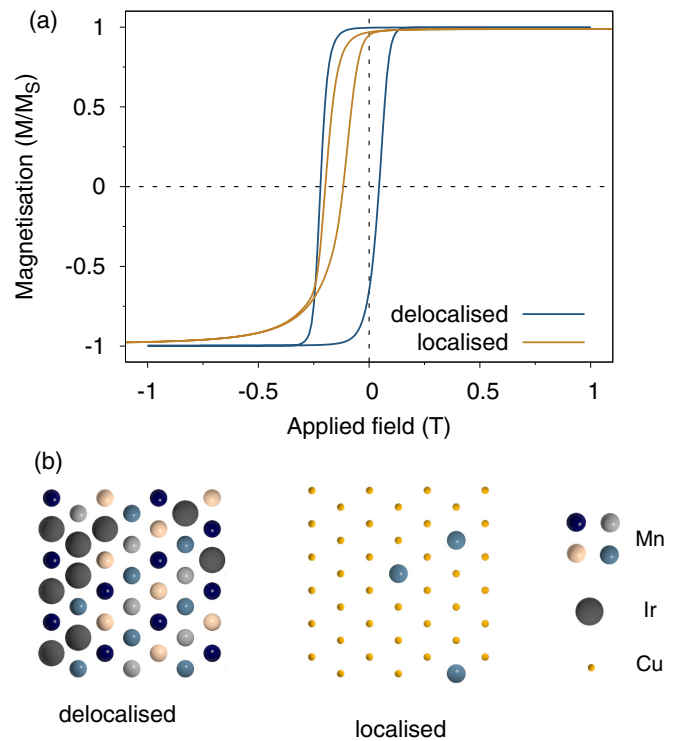 (a)
Magnetisation (M/M_S)
1
0.5
0
-0.5
-1
delocalised
localised
-1 -0.5 0 0.5 1
Applied field (T)
(b)
Mn
Ir
Cu
delocalised
localised